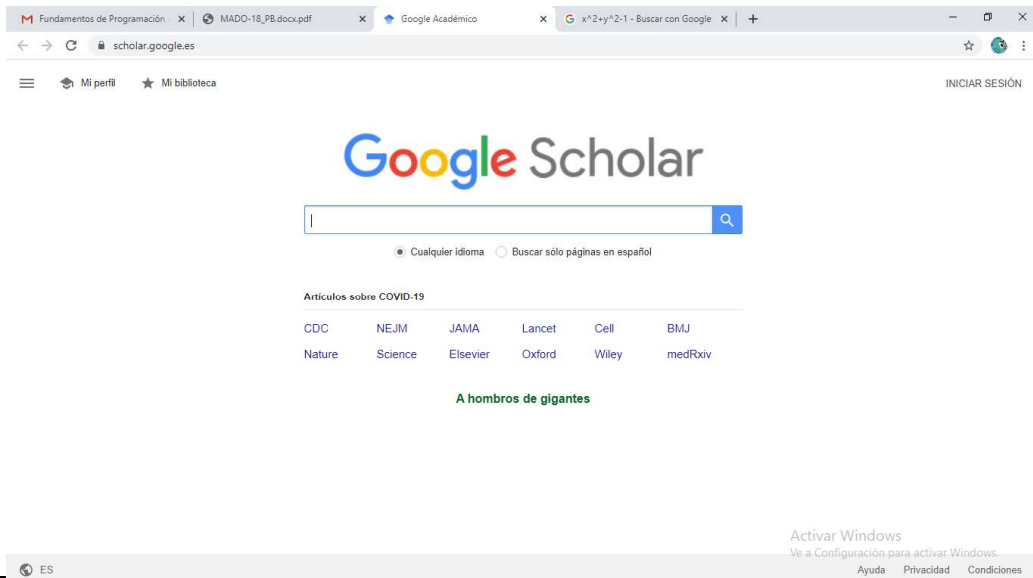 Fundamentos de Programación
MADO-18_PB.docx.pdf
Google Académico
x^2+y^2-1 - Buscar con Google
scholar.google.es
Mi perfil
Mi biblioteca
INICIAR SESIÓN
Google Scholar
Cualquier idioma
Buscar sólo páginas en español
Artículos sobre COVID-19
CDC NEJM JAMA Lancet Cell BMJ
Nature Science Elsevier Oxford Wiley medRxiv
A hombros de gigantes
Activar Windows
Ve a Configuración para activar Windows.
ES
Ayuda Privacidad Condiciones